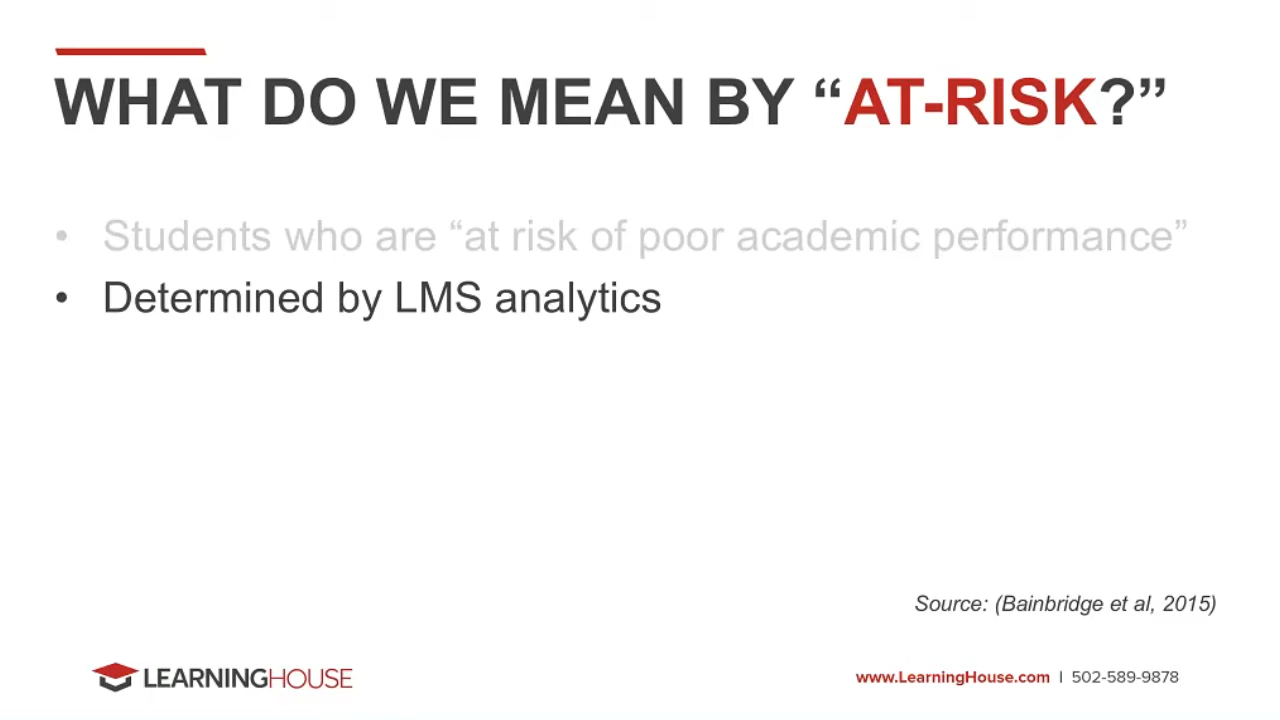 WHAT DO WE MEAN BY “AT-RISK?”
• Students who are “at risk of poor academic performance”
• Determined by LMS analytics
Source: (Bainbridge et al, 2015)
LEARNINGHOUSE
www.LearningHouse.com | 502-589-9878